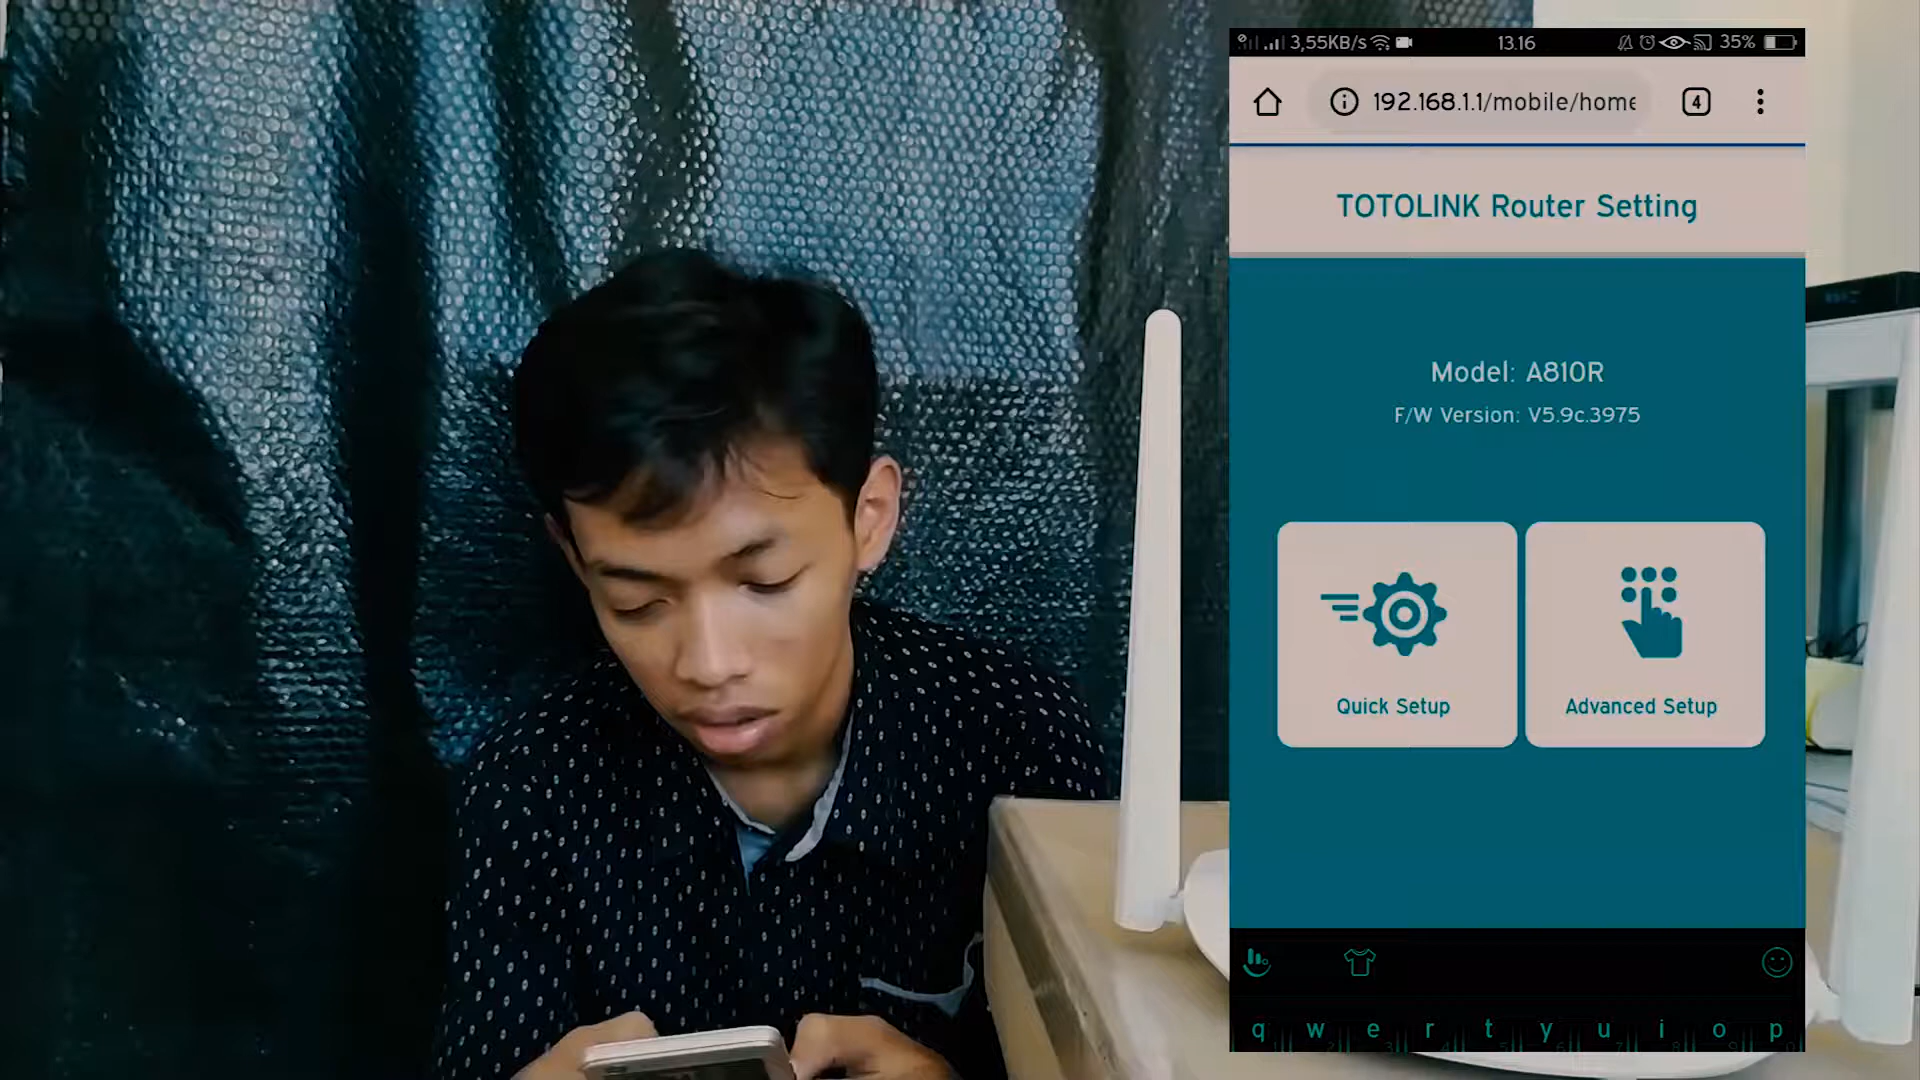 3,55KB/s 13.16 35%
192.168.1.1/mobile/home 4
TOTOLINK Router Setting
Model: A810R
F/W Version: V5.9c.3975
Quick Setup Advanced Setup
q w e r t y u i o p